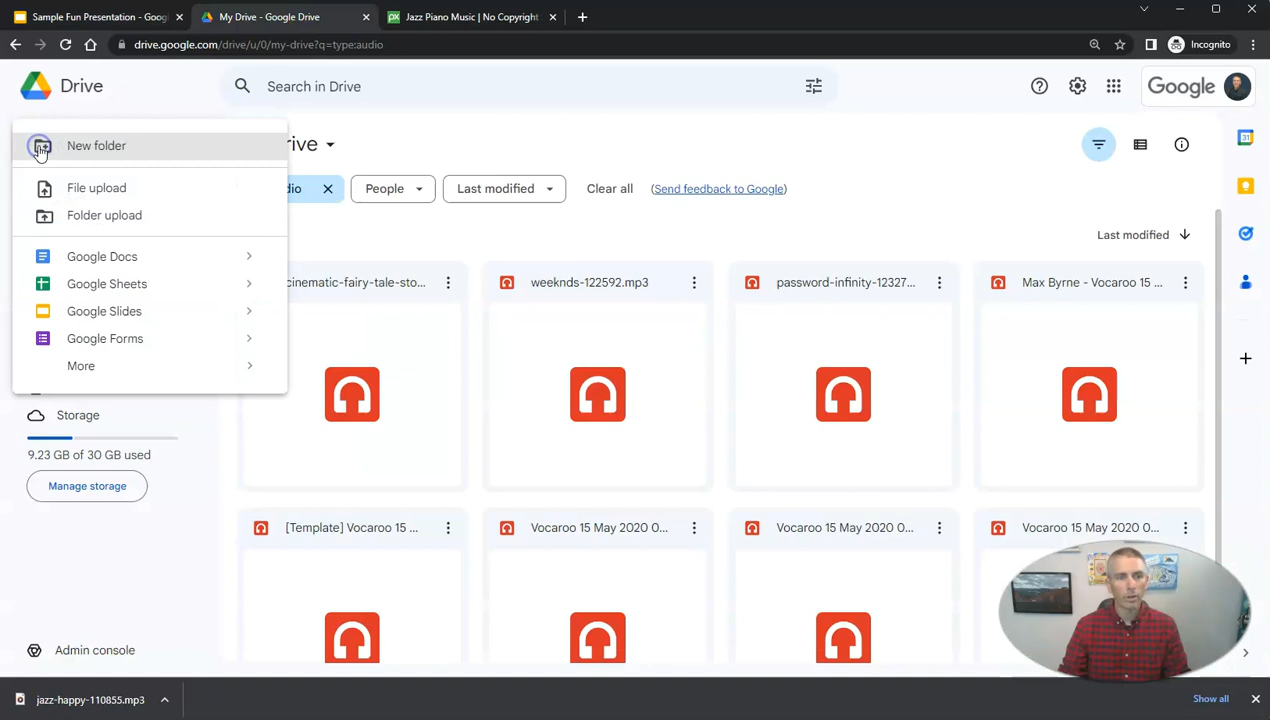 Sample Fun Presentation - Goog
My Drive - Google Drive
Jazz Piano Music | No Copyright
drive.google.com/drive/u/0/my-drive?q=type:audio
Incognito
Drive
Search in Drive
Google
New folder
File upload
Folder upload
Google Docs
Google Sheets
Google Slides
Google Forms
More
rive
dio
People
Last modified
Clear all
(Send feedback to Google)
Last modified
cinematic-fairy-tale-sto...
weeknds-122592.mp3
password-infinity-12327...
Max Byrne - Vocaroo 15 ...
Storage
9.23 GB of 30 GB used
Manage storage
[Template] Vocaroo 15 ...
Vocaroo 15 May 2020 0...
Vocaroo 15 May 2020 0...
Vocaroo 15 May 2020 0...
Admin console
jazz-happy-110855.mp3
Show all